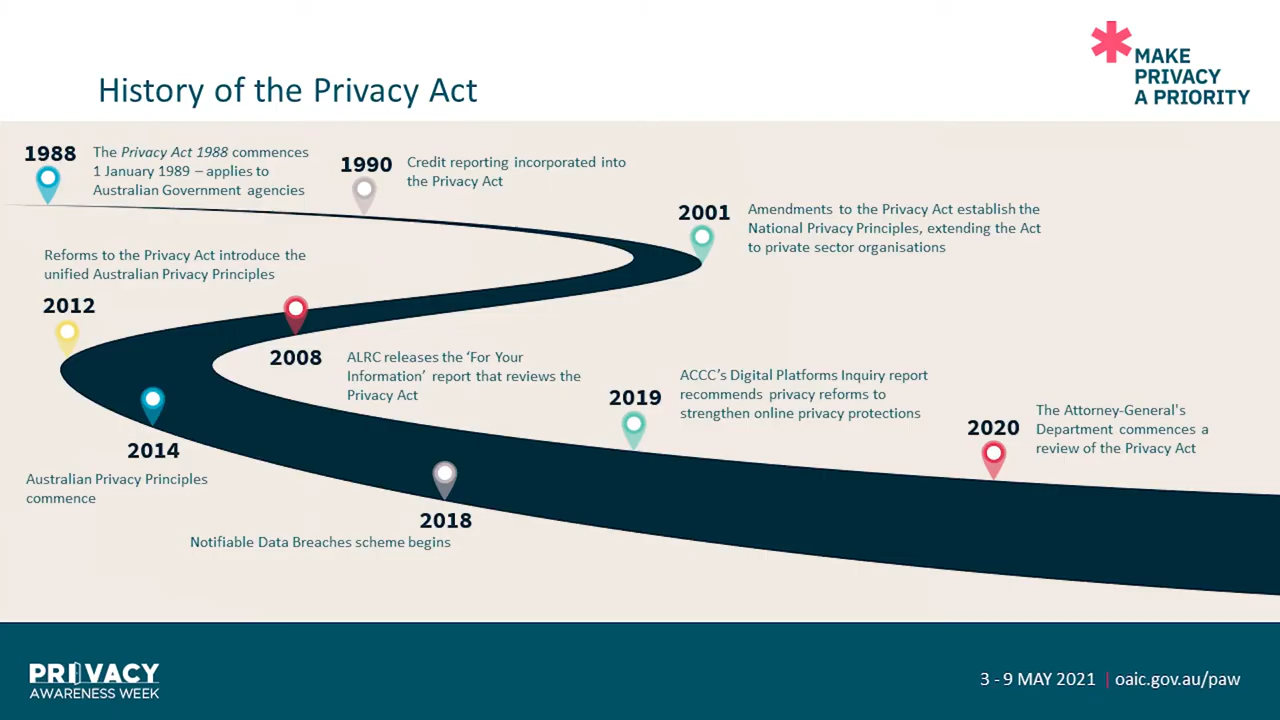 MAKE
PRIVACY
A PRIORITY
History of the Privacy Act
1988
The Privacy Act 1988 commences
1 January 1989 – applies to
Australian Government agencies
1990
Credit reporting incorporated into
the Privacy Act
2001
Amendments to the Privacy Act establish the
National Privacy Principles, extending the Act
to private sector organisations
Reforms to the Privacy Act introduce the
unified Australian Privacy Principles
2012
2008
ALRC releases the ‘For Your
Information’ report that reviews the
Privacy Act
2019
ACCC’s Digital Platforms Inquiry report
recommends privacy reforms to
strengthen online privacy protections
2020
The Attorney-General's
Department commences a
review of the Privacy Act
2014
Australian Privacy Principles
commence
2018
Notifiable Data Breaches scheme begins
PRIVACY
AWARENESS WEEK
3 - 9 MAY 2021 | oaic.gov.au/paw